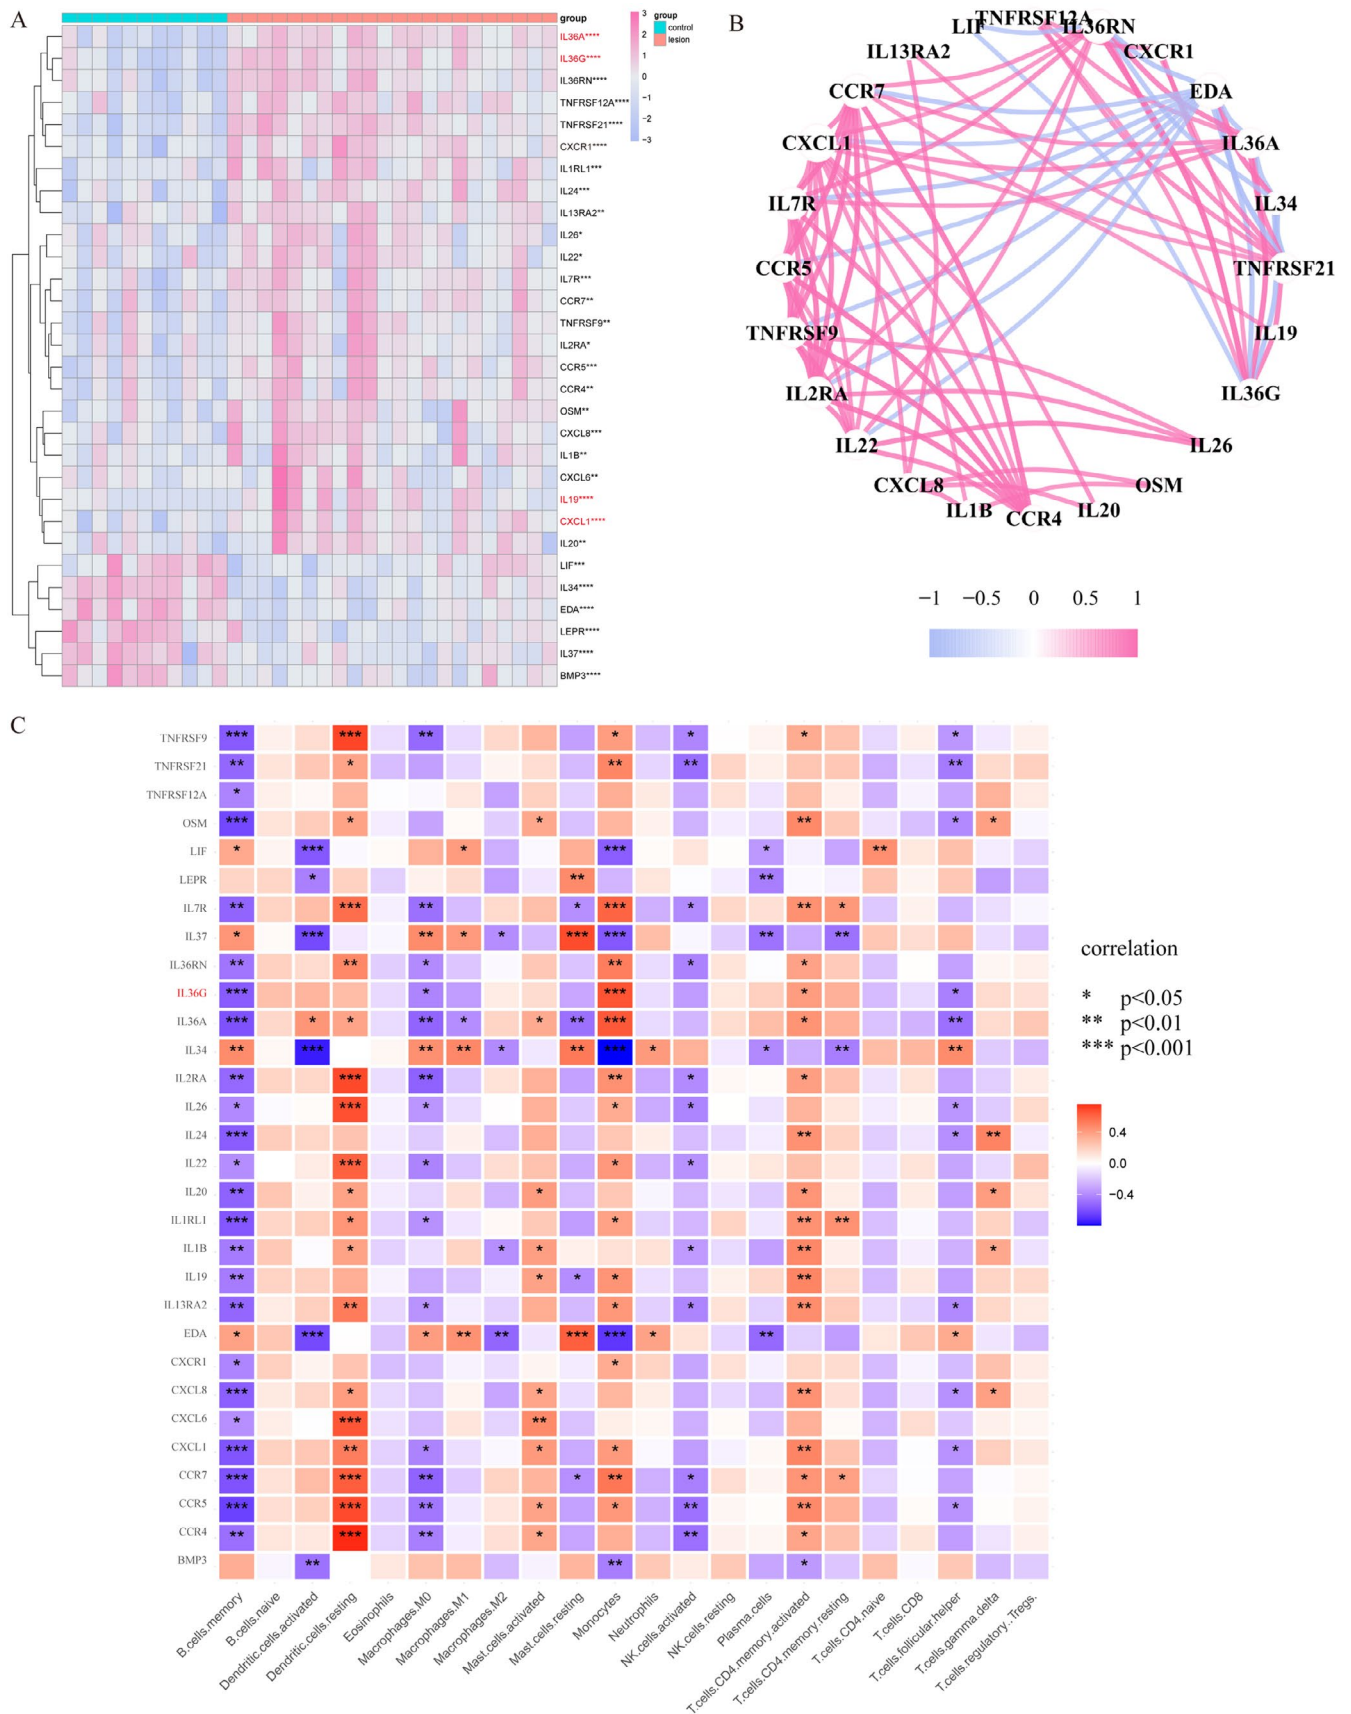 A
group
IL36A****
IL36G****
IL36RN****
TNFRSF12A****
TNFRSF21****
CXCR1****
IL1RL1***
IL24***
IL13RA2**
IL26*
IL22*
IL7R***
CCR7**
TNFRSF9**
IL2RA*
CCR5***
CCR4**
OSM**
CXCL8***
IL1B**
CXCL6**
IL19****
CXCL1****
IL20**
LIF***
IL34****
EDA****
LEPR****
IL37****
BMP3****
3
2
1
0
−1
−2
−3
group
control
lesion
B
TNFRSF12A
LIF
IL36RN
IL13RA2
CXCR1
CCR7
EDA
CXCL1
IL36A
IL7R
IL34
CCR5
TNFRSF21
TNFRSF9
IL19
IL2RA
IL36G
IL22
IL26
CXCL8
OSM
IL1B
CCR4
IL20
−1 −0.5 0 0.5 1
C
TNFRSF9 *** *** ** * * * *
TNFRSF21 ** * ** ** **
TNFRSF12A *
OSM *** * * ** * *
LIF * *** * *** * **
LEPR * ** **
IL7R ** *** ** * *** * ** *
IL37 * *** ** * * *** *** ** **
IL36RN ** ** * ** * *
IL36G *** * *** * *
IL36A *** * * ** * * ** *** * **
IL34 ** *** ** ** * ** *** * * ** **
IL2RA ** *** ** ** * *
IL26 * *** * * * *
IL24 *** ** * **
IL22 * *** * * *
IL20 ** * * * *
IL1RL1 *** * * * ** **
IL1B ** * * * * ** *
IL19 ** * * * **
IL13RA2 ** ** * * * ** *
EDA * *** * ** ** *** *** * ** *
CXCR1 * *
CXCL8 *** * * ** * *
CXCL6 * *** **
CXCL1 *** ** * * * ** *
CCR7 *** *** ** * ** * * *
CCR5 *** *** ** * * ** ** *
CCR4 ** *** ** * ** *
BMP3 ** ** *
B.cells.memory
B.cells.naive
Dendritic.cells.activated
Dendritic.cells.resting
Eosinophils
Macrophages.M0
Macrophages.M1
Macrophages.M2
Mast.cells.activated
Mast.cells.resting
Monocytes
Neutrophils
NK.cells.activated
NK.cells.resting
Plasma.cells
T.cells.CD4.memory.activated
T.cells.CD4.memory.resting
T.cells.CD4.naive
T.cells.CD8
T.cells.follicular.helper
T.cells.gamma.delta
T.cells.regulatory..Tregs.
correlation
* p<0.05
** p<0.01
*** p<0.001
0.4
0.0
−0.4